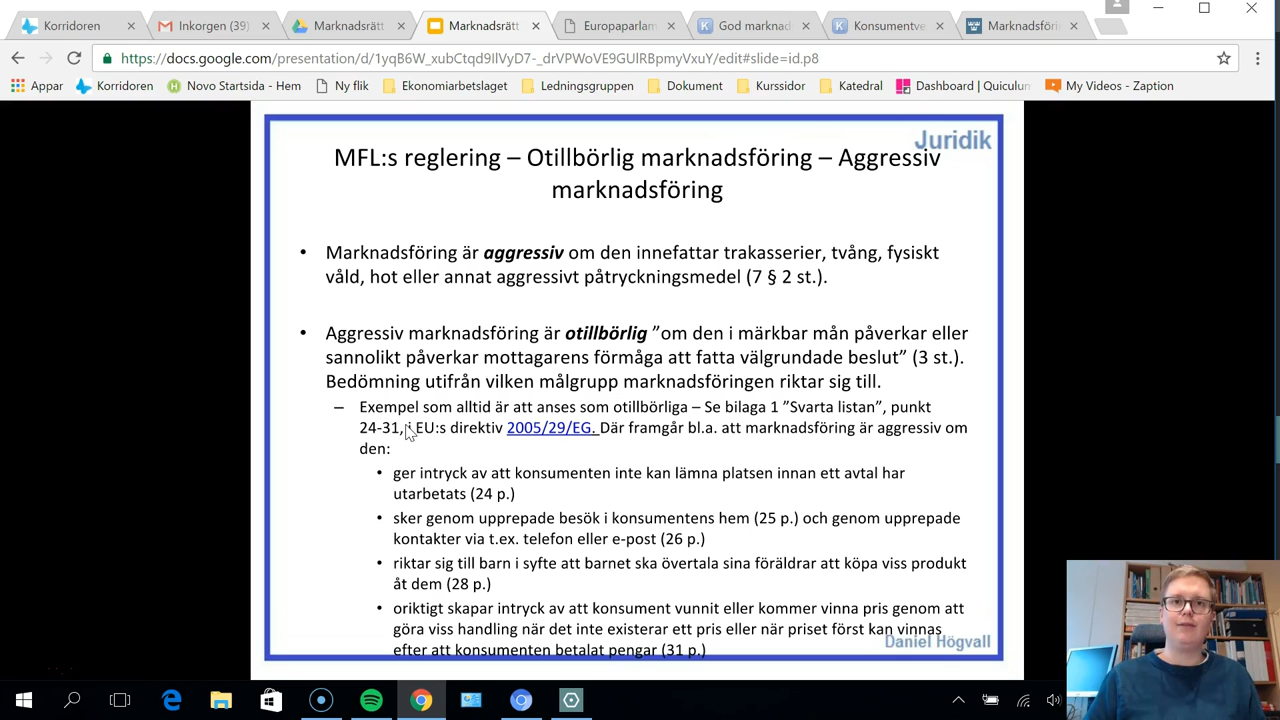 Korridoren
Inkorgen (39)
Marknadsrätt
Marknadsrätt
Europaparlam
God marknad
Konsumentve
Marknadsförin
https://docs.google.com/presentation/d/1yqB6W_xubCtqd9IlVyD7-_drVPWoVE9GUlRBpmyVxuY/edit#slide=id.p8
Appar
Korridoren
Novo Startsida - Hem
Ny flik
Ekonomiarbetslaget
Ledningsgruppen
Dokument
Kurssidor
Katedral
Dashboard | Quiculum
My Videos - Zaption
Juridik
MFL:s reglering – Otillbörlig marknadsföring – Aggressiv
marknadsföring
• Marknadsföring är aggressiv om den innefattar trakasserier, tvång, fysiskt
våld, hot eller annat aggressivt påtryckningsmedel (7 § 2 st.).
• Aggressiv marknadsföring är otillbörlig ”om den i märkbar mån påverkar eller
sannolikt påverkar mottagarens förmåga att fatta välgrundade beslut” (3 st.).
Bedömning utifrån vilken målgrupp marknadsföringen riktar sig till.
– Exempel som alltid är att anses som otillbörliga – Se bilaga 1 ”Svarta listan”, punkt
24-31, i EU:s direktiv 2005/29/EG. Där framgår bl.a. att marknadsföring är aggressiv om
den:
• ger intryck av att konsumenten inte kan lämna platsen innan ett avtal har
utarbetats (24 p.)
• sker genom upprepade besök i konsumentens hem (25 p.) och genom upprepade
kontakter via t.ex. telefon eller e-post (26 p.)
• riktar sig till barn i syfte att barnet ska övertala sina föräldrar att köpa viss produkt
åt dem (28 p.)
• oriktigt skapar intryck av att konsument vunnit eller kommer vinna pris genom att
göra viss handling när det inte existerar ett pris eller när priset först kan vinnas
efter att konsumenten betalat pengar (31 p.)
Daniel Högvall